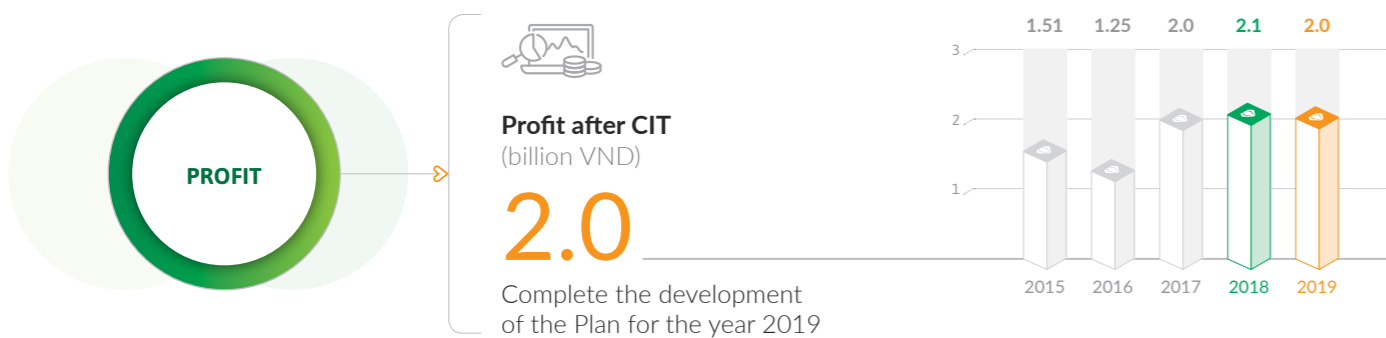 PROFIT
Profit after CIT
(billion VND)
2.0
Complete the development
of the Plan for the year 2019
1.51 1.25 2.0 2.1 2.0
3
2
1
2015 2016 2017 2018 2019